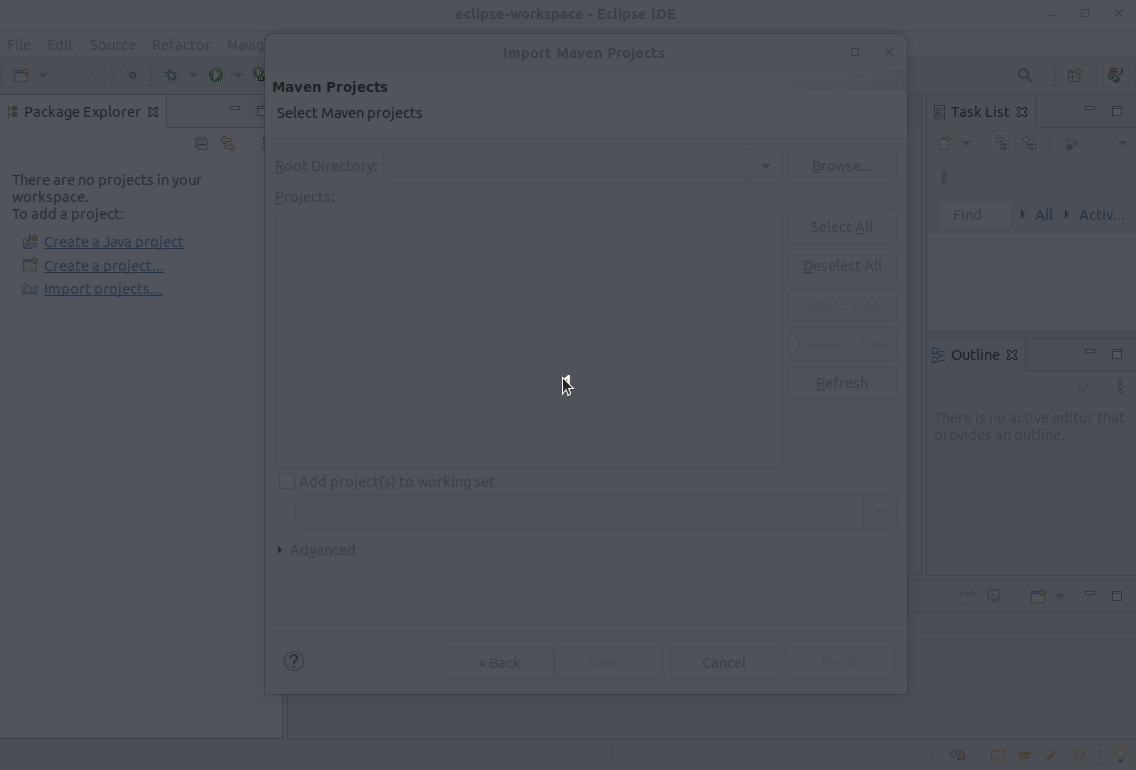 eclipse-workspace - Eclipse IDE
File Edit Source Refactor Navig
Import Maven Projects
Maven Projects
Select Maven projects
Package Explorer
There are no projects in your
workspace.
To add a project:
Create a Java project
Create a project...
Import projects...
Root Directory:
Browse...
Projects:
Select All
Deselect All
Select Tree
Deselect Tree
Refresh
Add project(s) to working set
Advanced
?
< Back
Next >
Cancel
Finish
Task List
Find
All
Activ...
Outline
There is no active editor that
provides an outline.